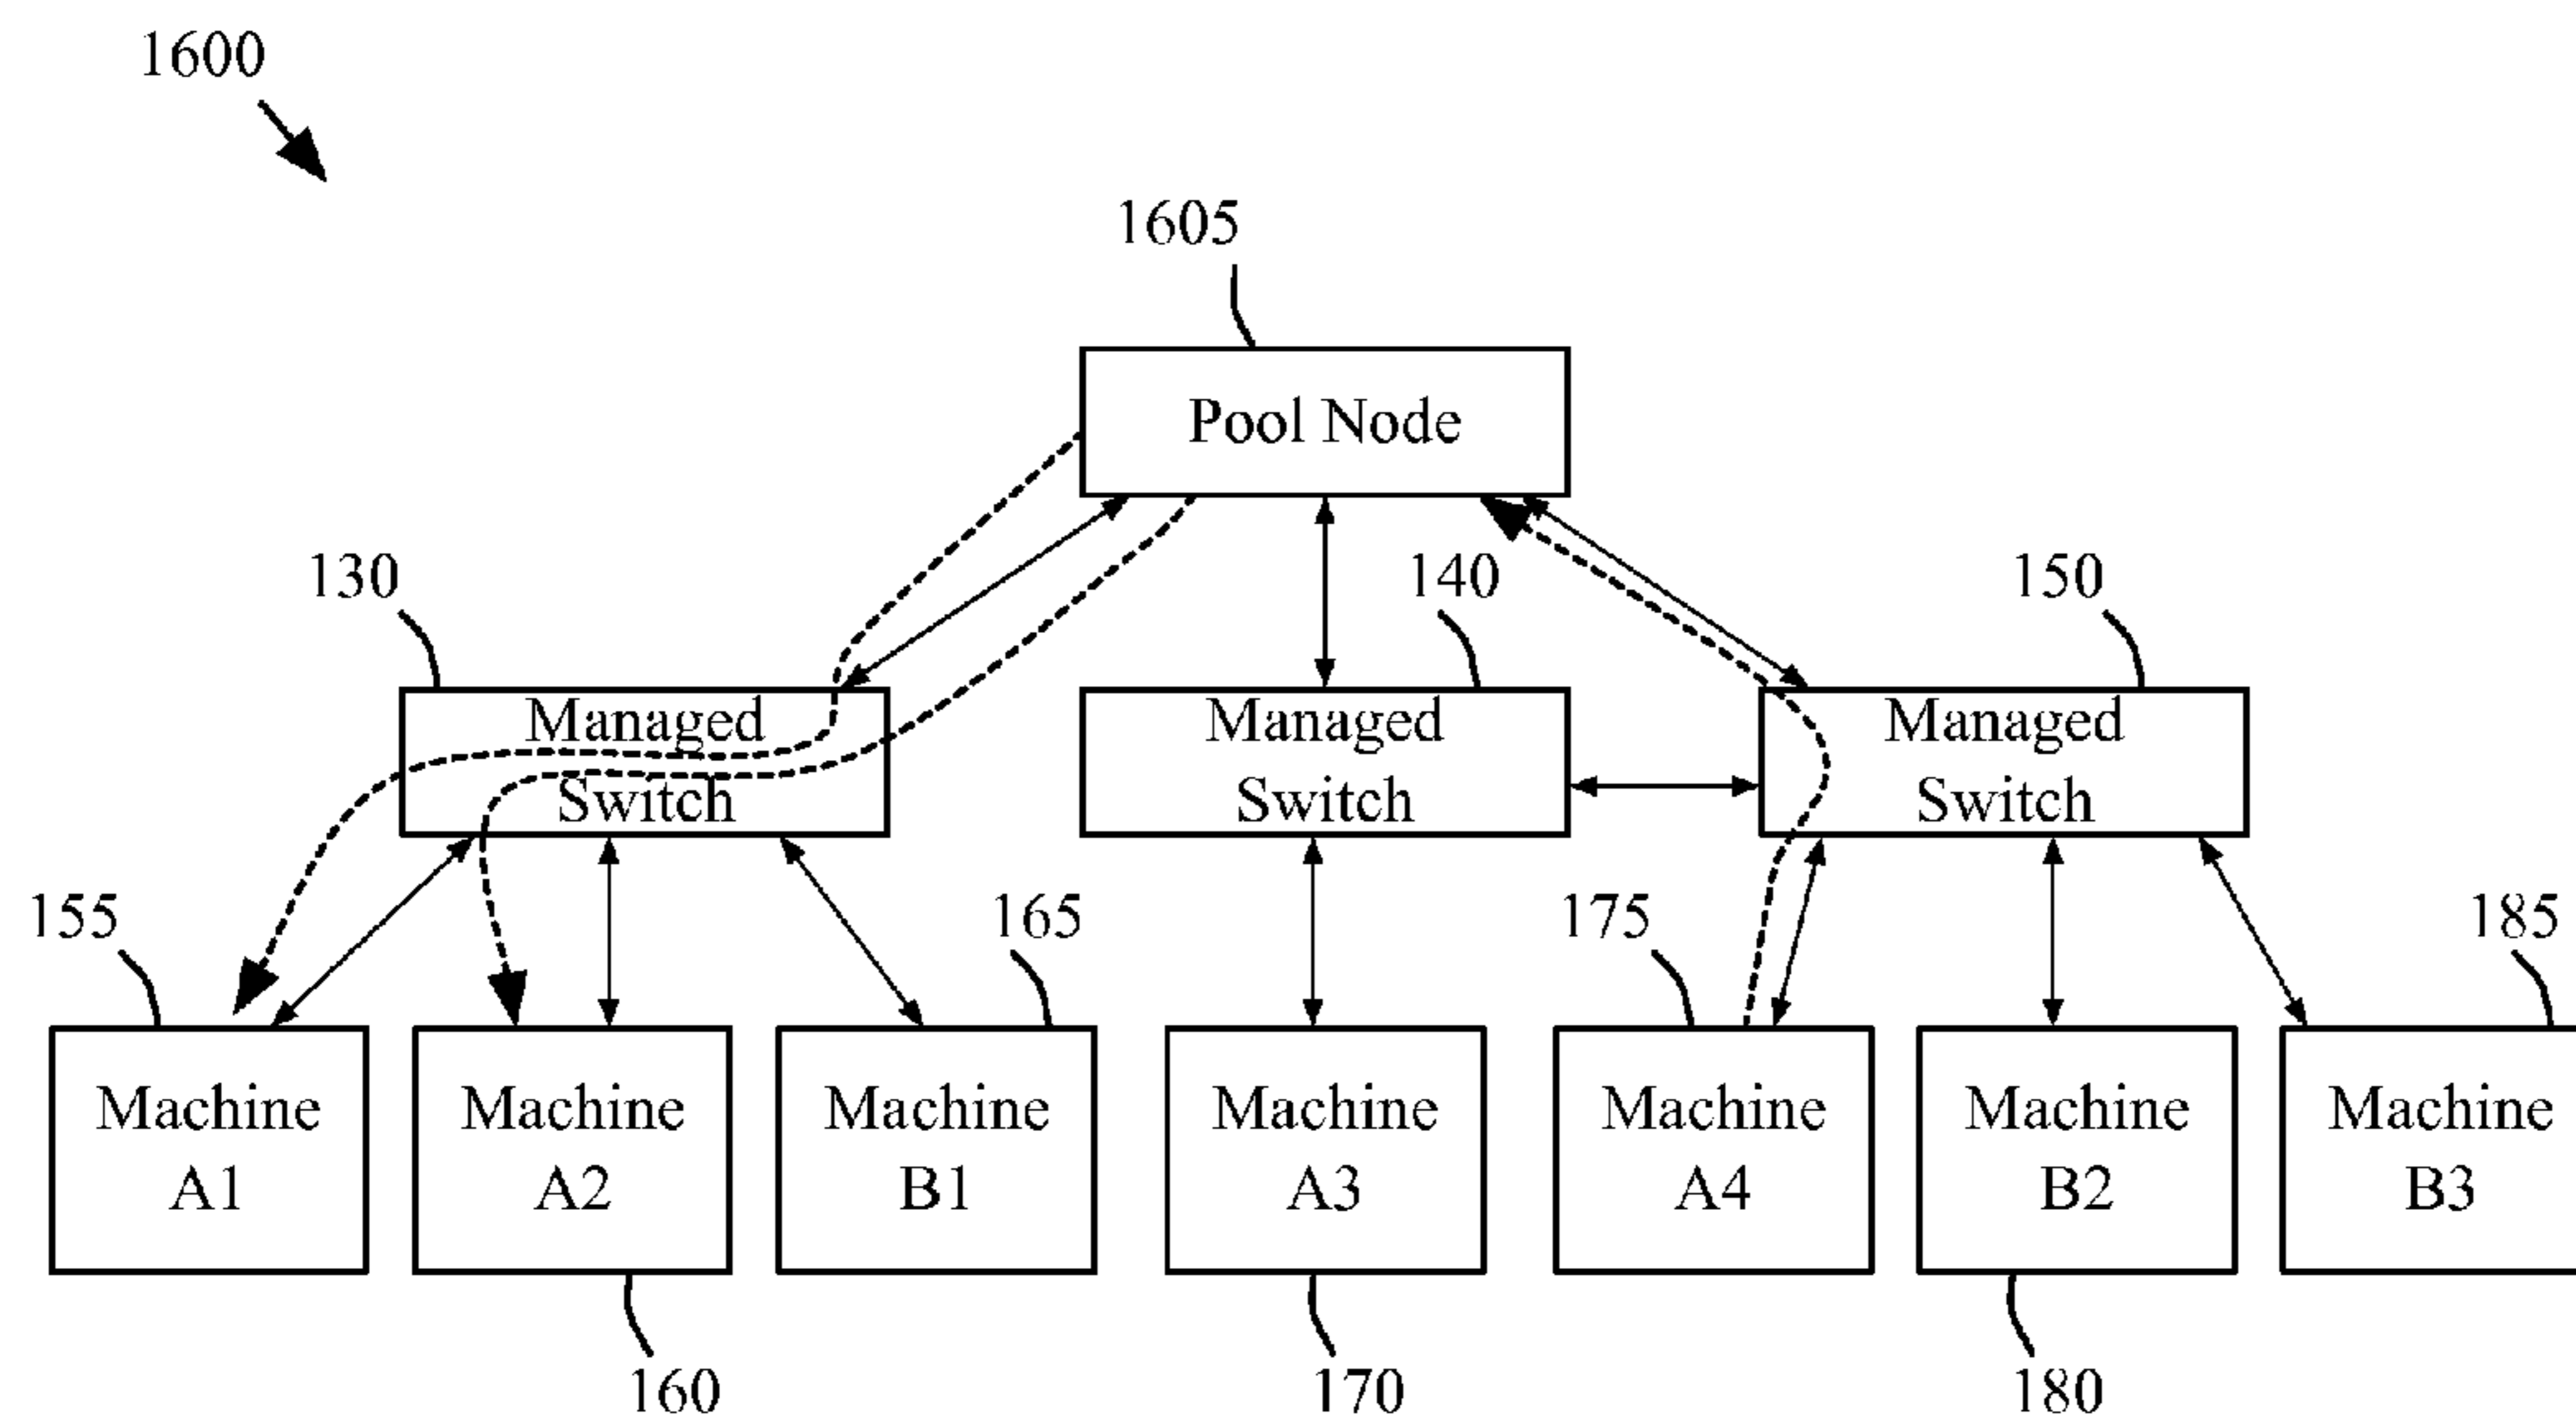 1600
1605
Pool Node
130
140
150
Managed
Switch
Managed
Switch
Managed
Switch
155
165
175
185
Machine
A1
Machine
A2
Machine
B1
Machine
A3
Machine
A4
Machine
B2
Machine
B3
160
170
180